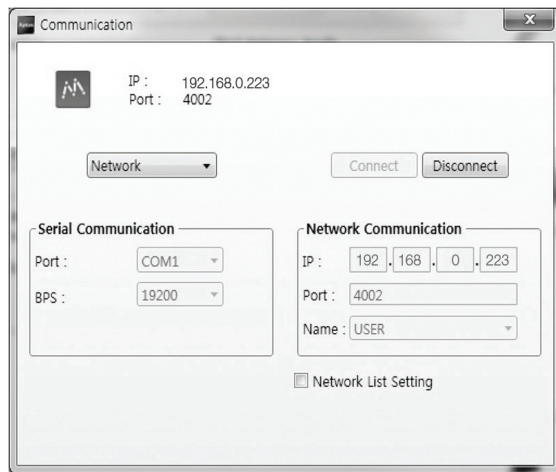 Communication
IP : 192.168.0.223
Port : 4002
Network
Connect Disconnect
Serial Communication
Port : COM1
BPS : 19200
Network Communication
IP : 192 . 168 . 0 . 223
Port : 4002
Name : USER
Network List Setting